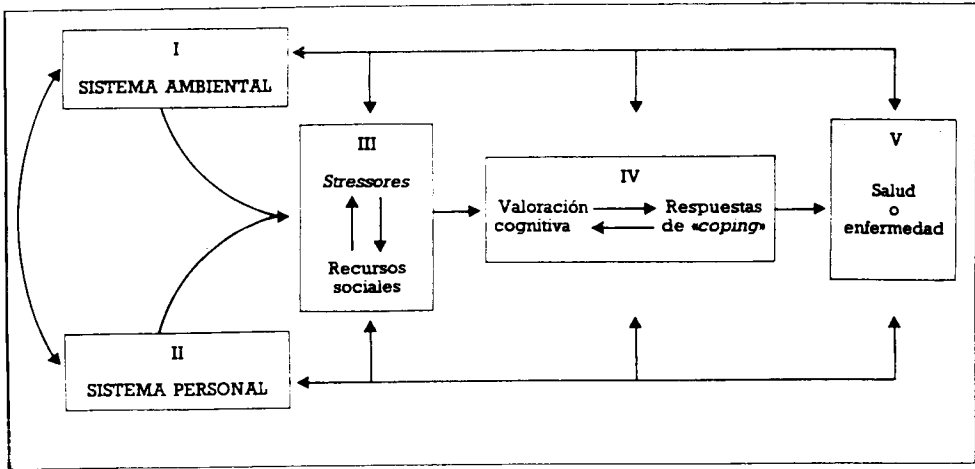 I
SISTEMA AMBIENTAL
III
Stressores
Recursos
sociales
IV
Valoración
cognitiva
Respuestas
de «coping»
V
Salud
o
enfermedad
II
SISTEMA PERSONAL